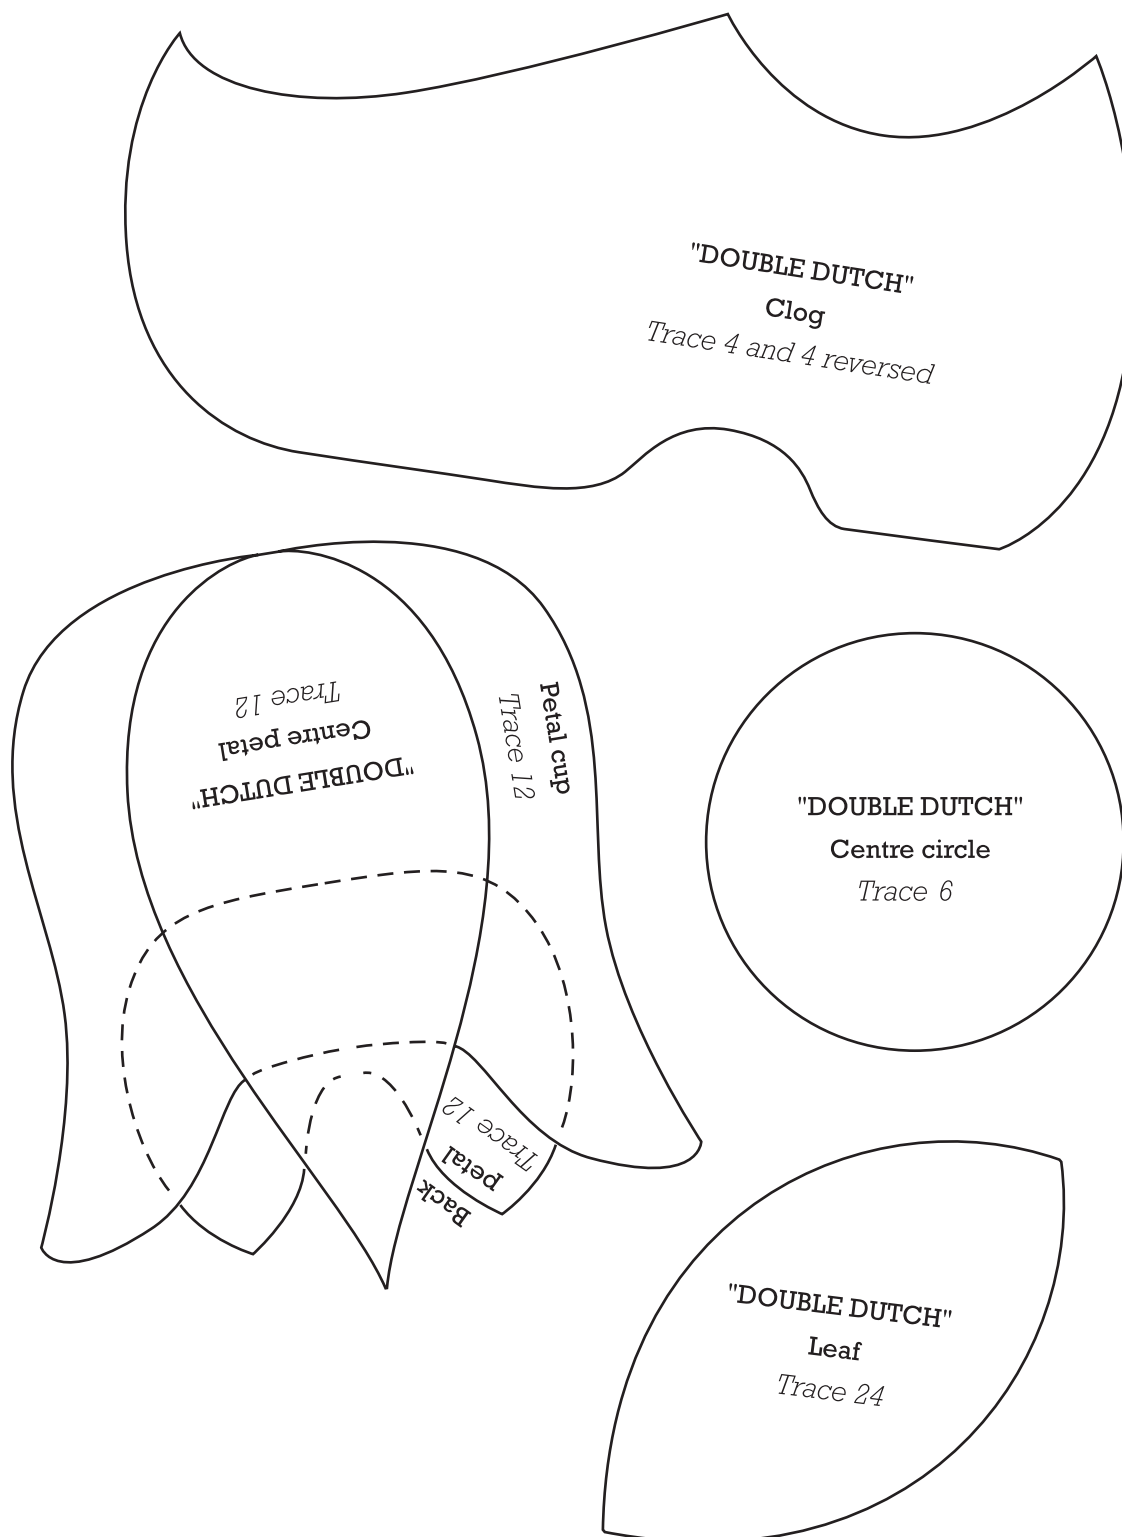 "DOUBLE DUTCH"
Clog
Trace 4 and 4 reversed
"DOUBLE DUTCH"
Centre petal
Trace 12
Petal cup
Trace 12
Back
petal
Trace 12
"DOUBLE DUTCH"
Centre circle
Trace 6
"DOUBLE DUTCH"
Leaf
Trace 24